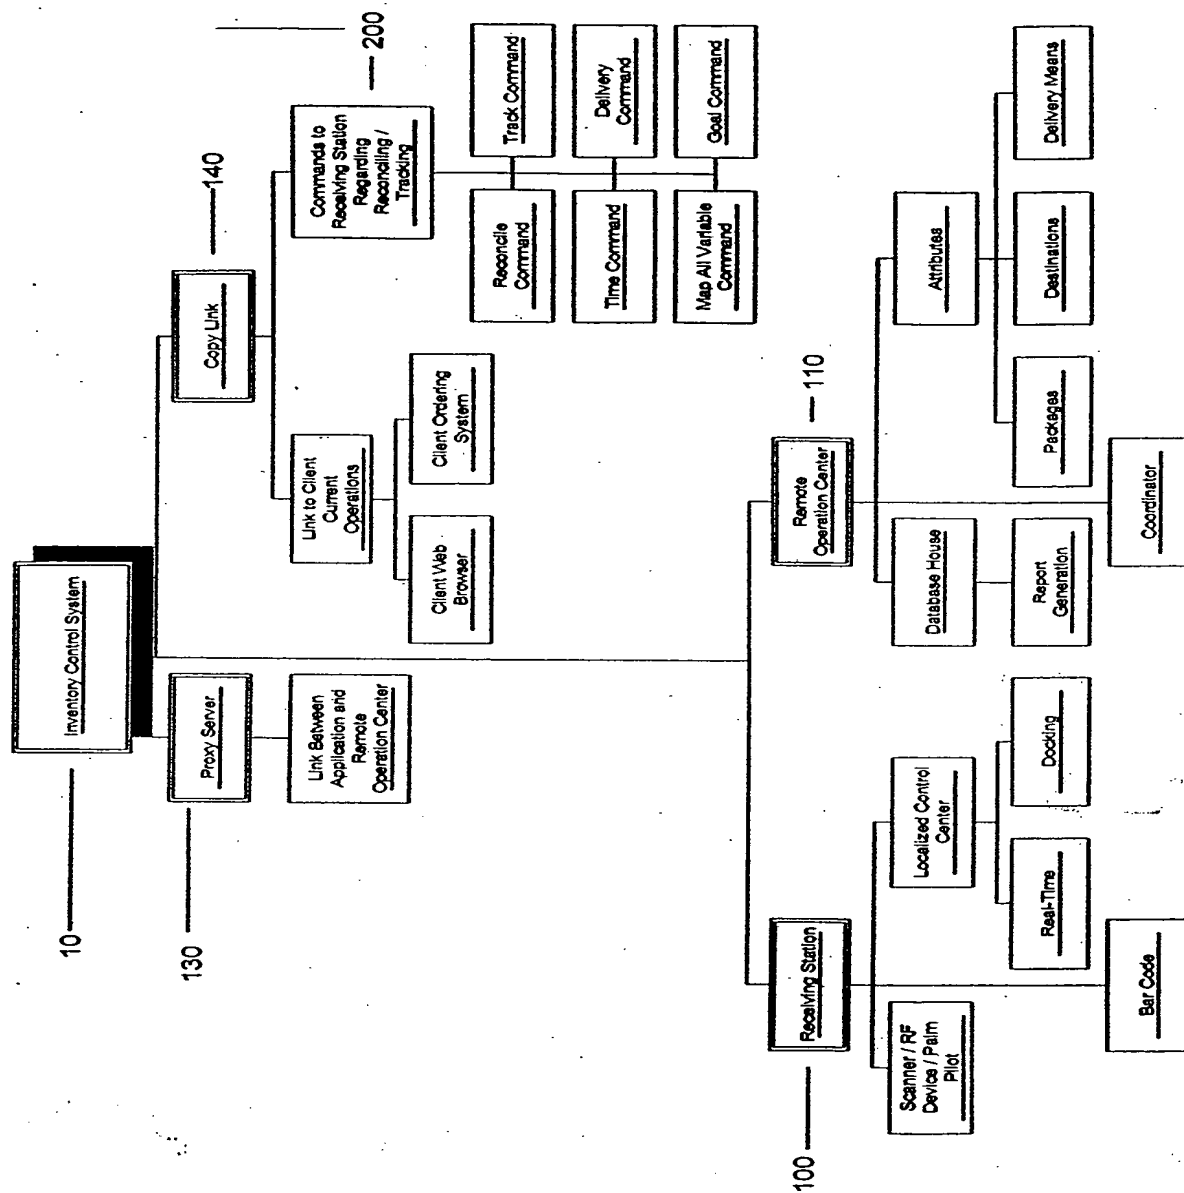 10
Inventory Control System
130
Proxy Server
Link Between
Application and
Remote
Operation Center
Copy Link
140
Link to Client
Current
Operations
Client Web
Browser
Client Ordering
System
Commands to
Receiving Station
Regarding
Reconciling /
Tracking
200
Reconcile
Command
Track Command
Time Command
Delivery
Command
Map All Variable
Command
Goal Command
100
Receiving Station
Scanner / RF
Device / Palm
Pilot
Localized Control
Center
Real-Time
Docking
Bar Code
Remote
Operation Center
110
Database House
Report
Generation
Attributes
Packages
Destinations
Delivery Means
Coordinator